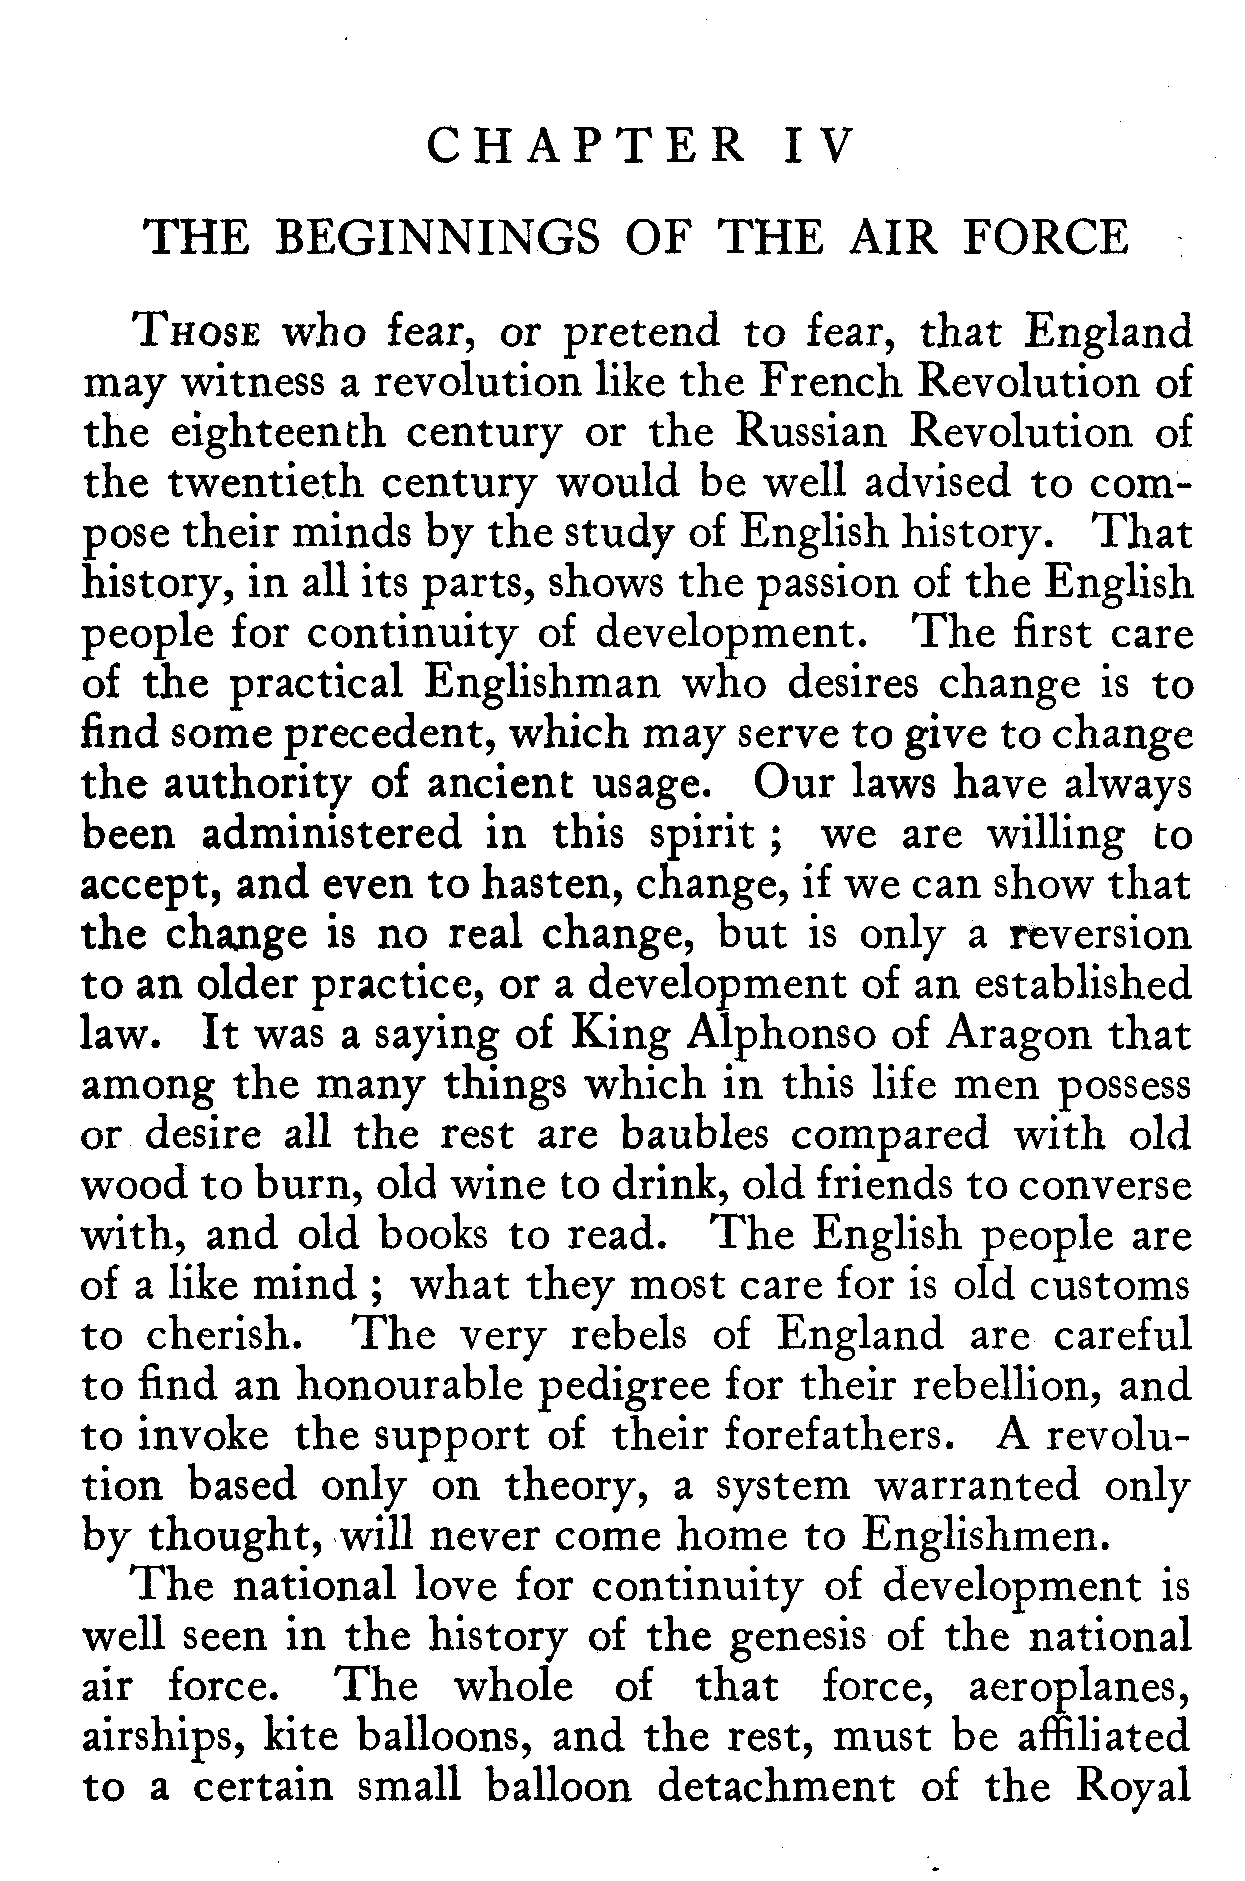 CHAPTER IV
THE BEGINNINGS OF THE AIR FORCE
THOSE who fear, or pretend to fear, that England
may witness a revolution like the French Revolution of
the eighteenth century or the Russian Revolution of
the twentieth century would be well advised to com-
pose their minds by the study of English history. That
history, in all its parts, shows the passion of the English
people for continuity of development. The first care
of the practical Englishman who desires change is to
find some precedent, which may serve to give to change
the authority of ancient usage. Our laws have always
been administered in this spirit ; we are willing to
accept, and even to hasten, change, if we can show that
the change is no real change, but is only a reversion
to an older practice, or a development of an established
law. It was a saying of King Alphonso of Aragon that
among the many things which in this life men possess
or desire all the rest are baubles compared with old
wood to burn, old wine to drink, old friends to converse
with, and old books to read. The English people are
of a like mind ; what they most care for is old customs
to cherish. The very rebels of England are careful
to find an honourable pedigree for their rebellion, and
to invoke the support of their forefathers. A revolu-
tion based only on theory, a system warranted only
by thought, will never come home to Englishmen.
The national love for continuity of development is
well seen in the history of the genesis of the national
air force. The whole of that force, aeroplanes,
airships, kite balloons, and the rest, must be affiliated
to a certain small balloon detachment of the Royal